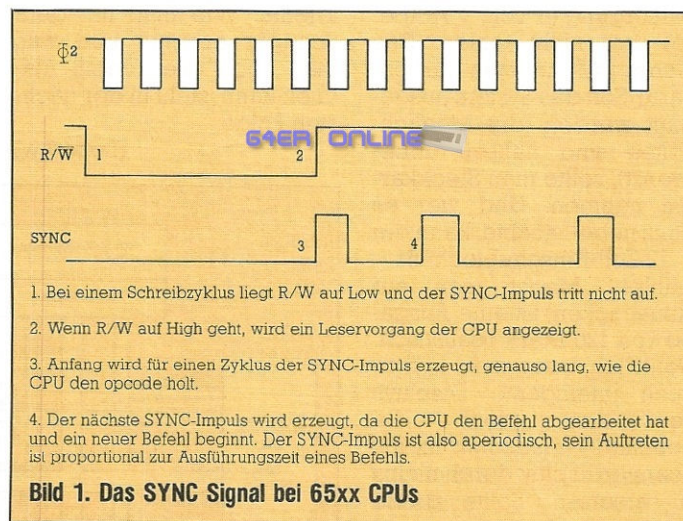 Φ2
64ER ONLINE
R/W̅
1
2
SYNC
3
4
1. Bei einem Schreibzyklus liegt R/W auf Low und der SYNC-Impuls tritt nicht auf.
2. Wenn R/W auf High geht, wird ein Leservorgang der CPU angezeigt.
3. Anfang wird für einen Zyklus der SYNC-Impuls erzeugt, genauso lang, wie die
CPU den opcode holt.
4. Der nächste SYNC-Impuls wird erzeugt, da die CPU den Befehl abgearbeitet hat
und ein neuer Befehl beginnt. Der SYNC-Impuls ist also aperiodisch, sein Auftreten
ist proportional zur Ausführungszeit eines Befehls.
Bild 1. Das SYNC Signal bei 65xx CPUs